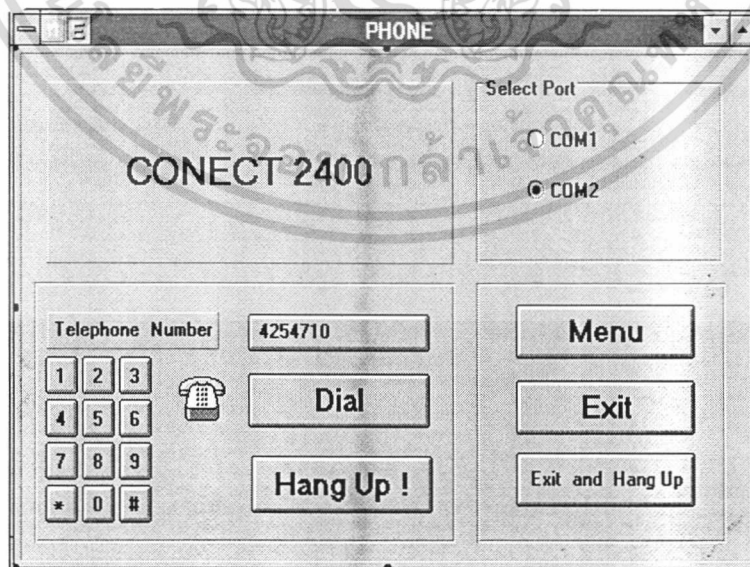 PHONE
CONECT 2400
Select Port
COM1
COM2
Telephone Number
4254710
1 2 3
4 5 6
7 8 9
* 0 #
Dial
Hang Up !
Menu
Exit
Exit and Hang Up